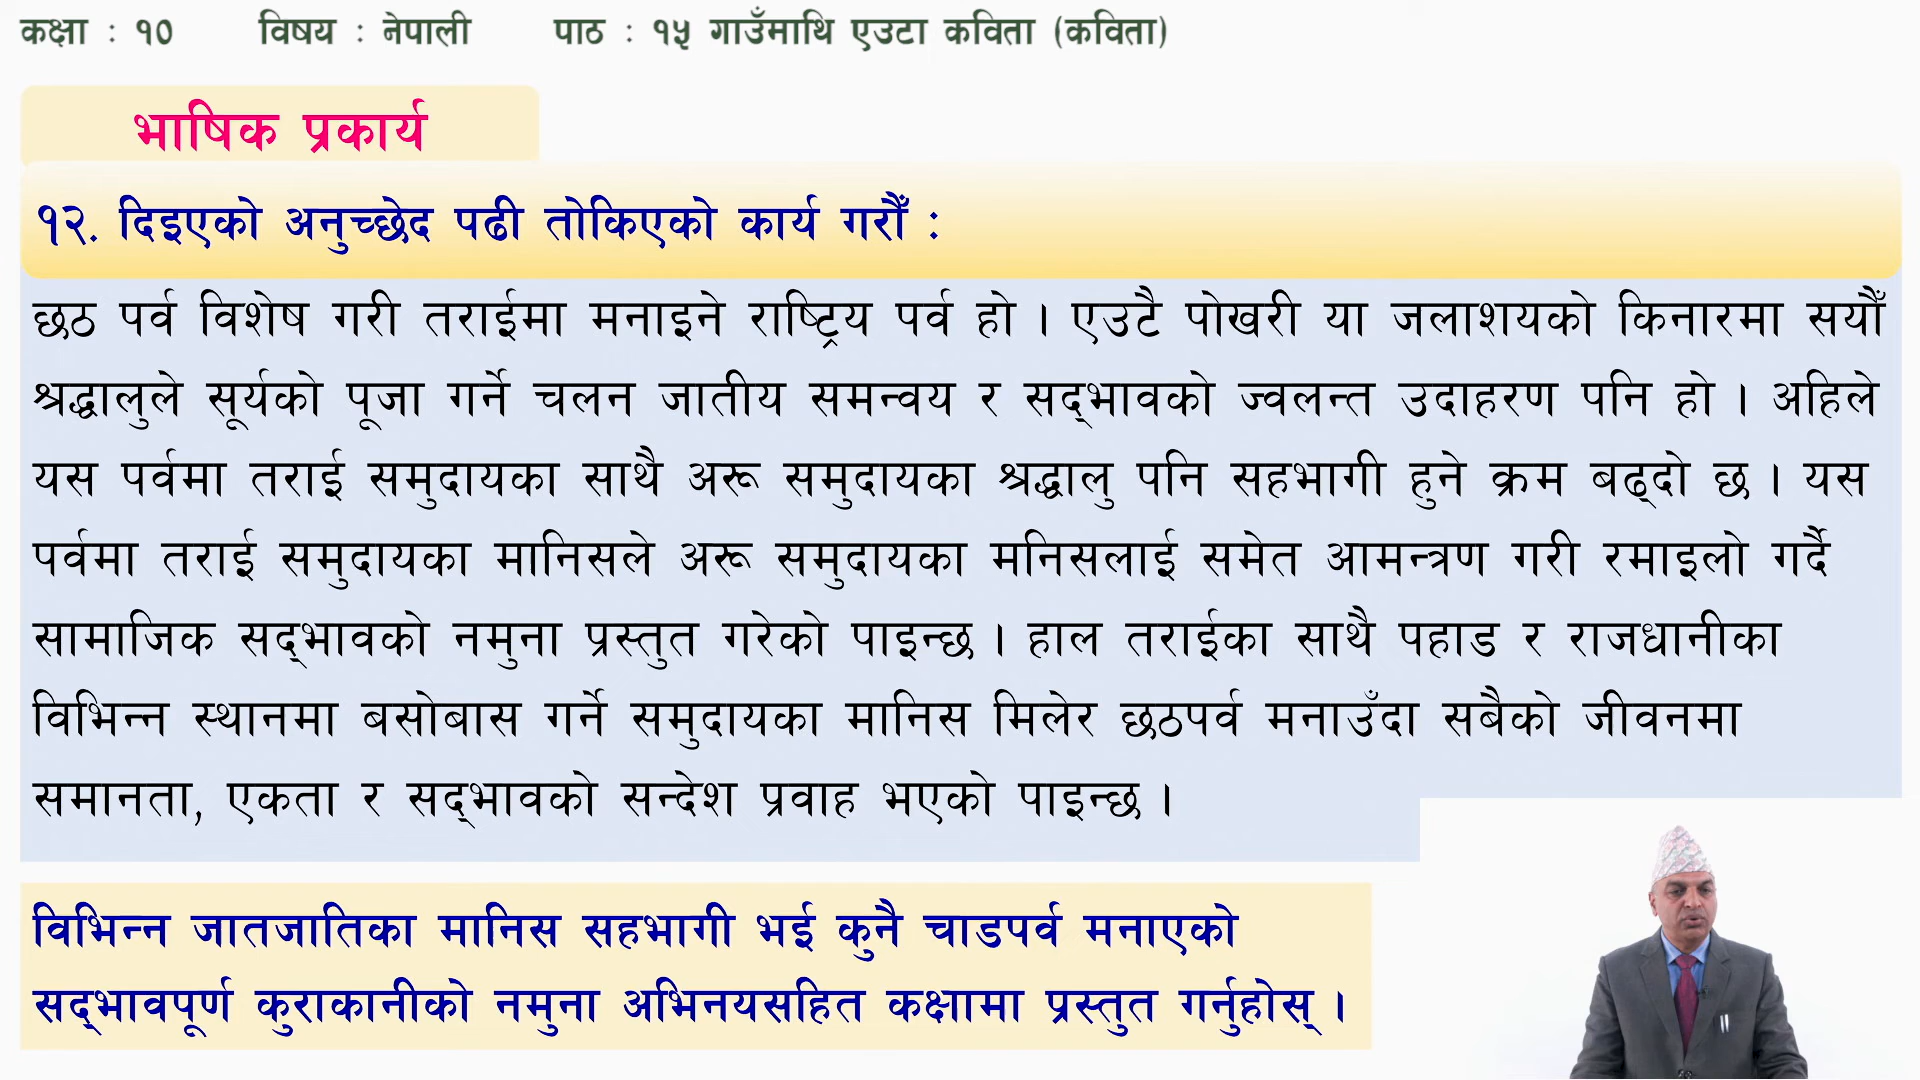 कक्षा : १० विषय : नेपाली पाठ : १५ गाउँमाथि एउटा कविता (कविता)
भाषिक प्रकार्य
१२. दिइएको अनुच्छेद पढी तोकिएको कार्य गरौँ :
छठ पर्व विशेष गरी तराईमा मनाइने राष्ट्रिय पर्व हो । एउटै पोखरी या जलाशयको किनारमा सयौँ
श्रद्धालुले सूर्यको पूजा गर्ने चलन जातीय समन्वय र सद्‌भावको ज्वलन्त उदाहरण पनि हो । अहिले
यस पर्वमा तराई समुदायका साथै अरू समुदायका श्रद्धालु पनि सहभागी हुने क्रम बढ्दो छ । यस
पर्वमा तराई समुदायका मानिसले अरू समुदायका मनिसलाई समेत आमन्त्रण गरी रमाइलो गर्दै
सामाजिक सद्‌भावको नमुना प्रस्तुत गरेको पाइन्छ । हाल तराईका साथै पहाड र राजधानीका
विभिन्न स्थानमा बसोबास गर्ने समुदायका मानिस मिलेर छठपर्व मनाउँदा सबैको जीवनमा
समानता, एकता र सद्‌भावको सन्देश प्रवाह भएको पाइन्छ ।
विभिन्न जातजातिका मानिस सहभागी भई कुनै चाडपर्व मनाएको
सद्‌भावपूर्ण कुराकानीको नमुना अभिनयसहित कक्षामा प्रस्तुत गर्नुहोस् ।